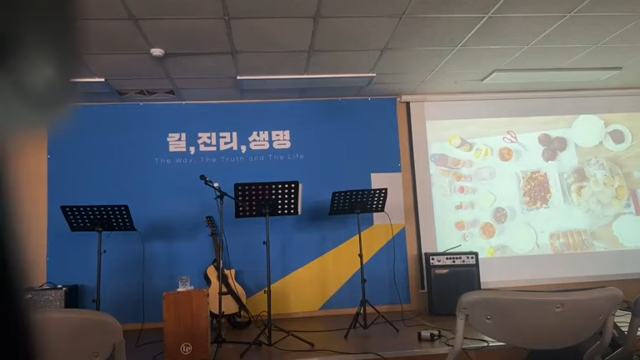 길,진리,생명
The Way, The Truth and The Life